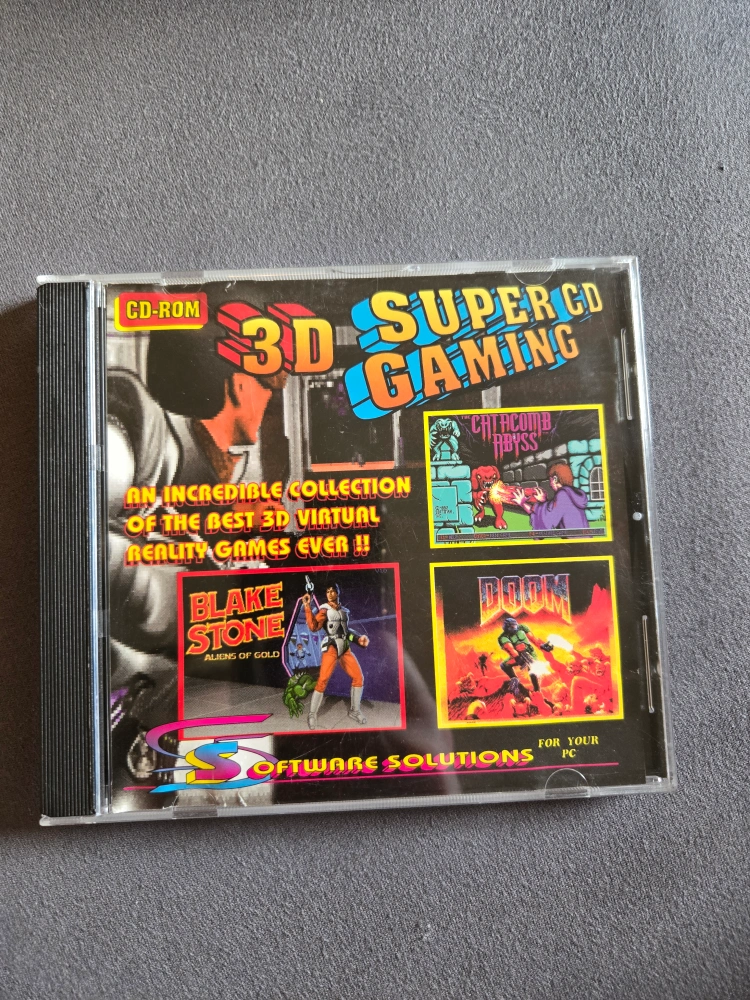 CD-ROM
3D SUPER CD
GAMING
THE CATACOMB
ABYSS
AN INCREDIBLE COLLECTION
OF THE BEST 3D VIRTUAL
REALITY GAMES EVER !!
BLAKE
STONE
ALIENS OF GOLD
DOOM
SOFTWARE SOLUTIONS
FOR YOUR
PC